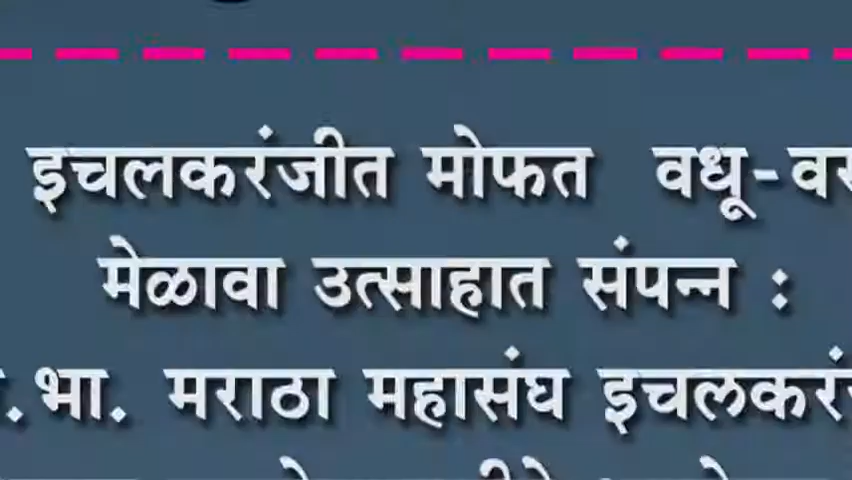 इचलकरंजीत मोफत वधू-
मेळावा उत्साहात संपन्न :
.भा. मराठा महासंघ